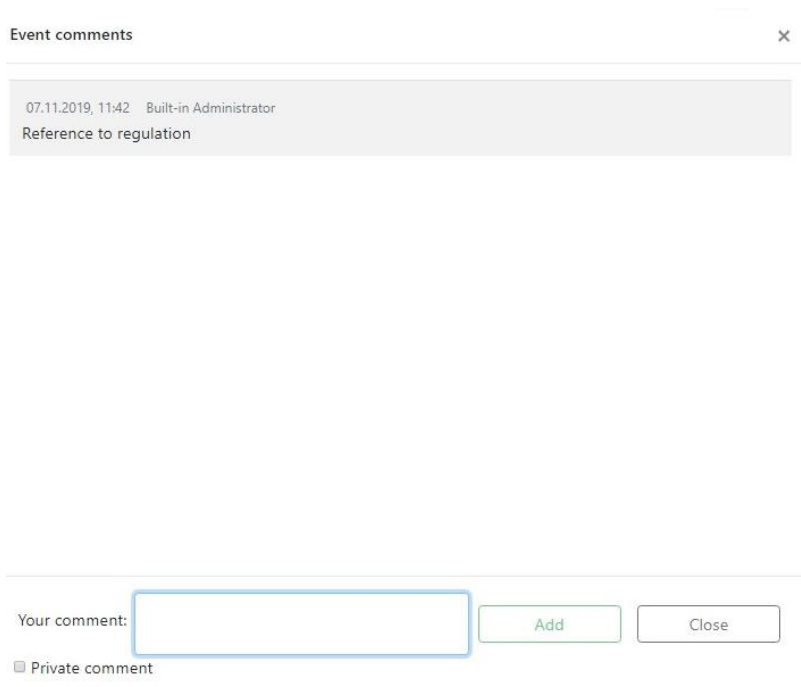 Event comments
07.11.2019, 11:42 Built-in Administrator
Reference to regulation
Your comment:
Add
Close
Private comment